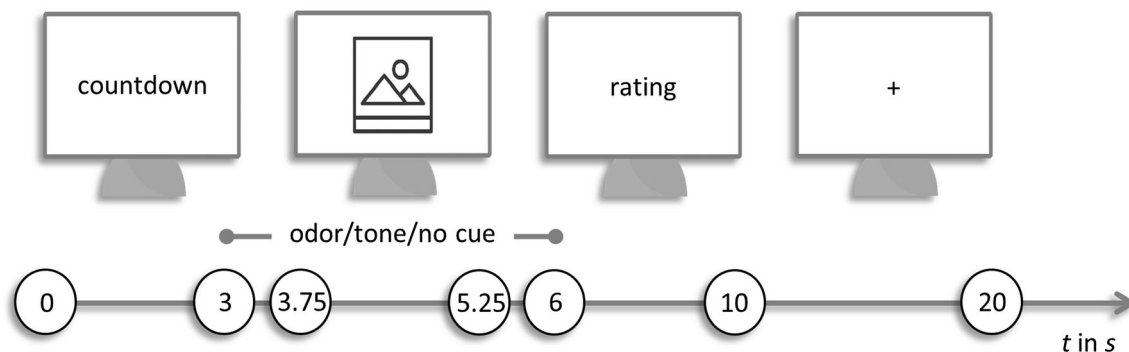 countdown
rating
+
odor/tone/no cue
0
3
3.75
5.25
6
10
20
t in s